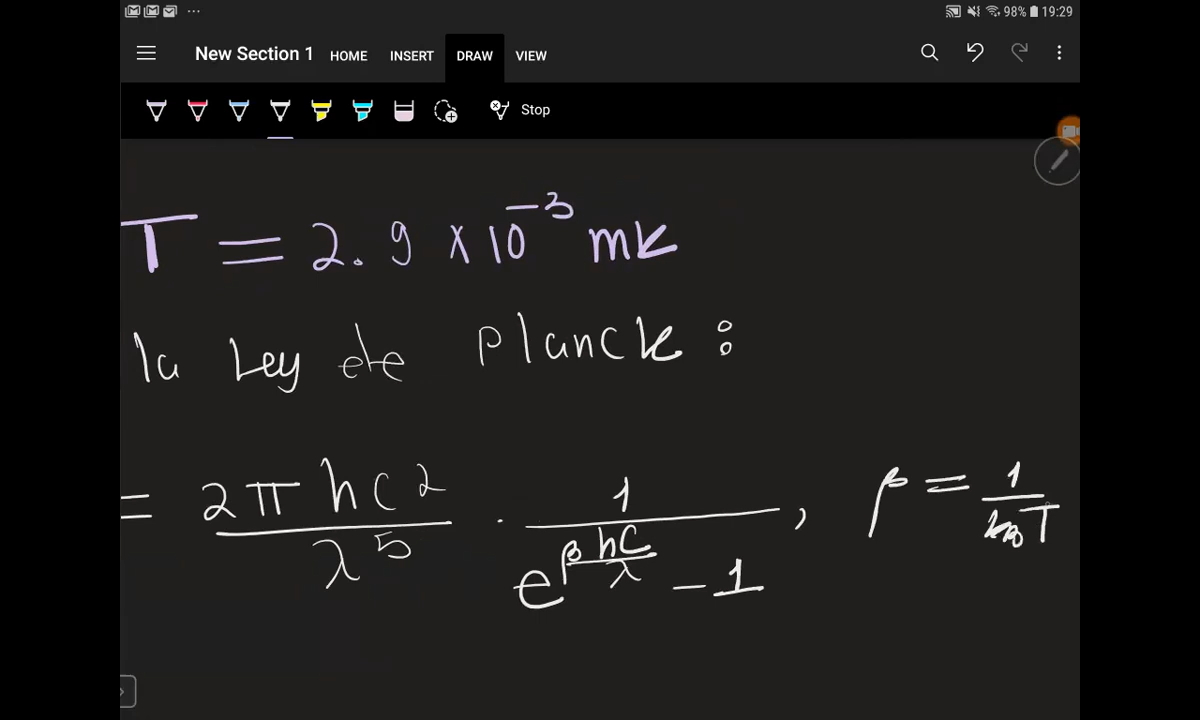 98% 19:29
New Section 1 HOME INSERT DRAW VIEW
Stop
T = 2.9 x 10⁻³ mk
la Ley de planck :
= 2πhc²/λ⁵ · 1/(e^(β hc/λ) - 1) , β = 1/(k_B T)